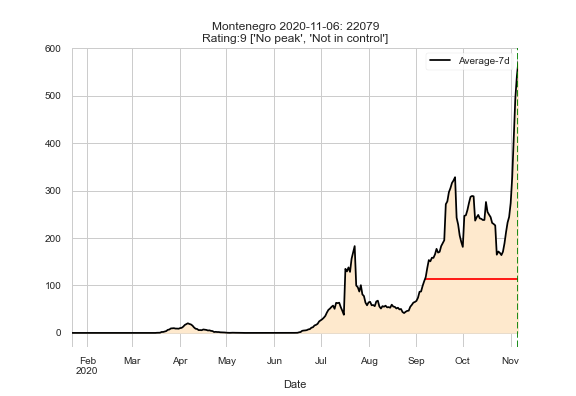 Montenegro 2020-11-06: 22079
Rating:9 ['No peak', 'Not in control']
600
Average-7d
500
400
300
200
100
0
Feb Mar Apr May Jun Jul Aug Sep Oct Nov
2020
Date